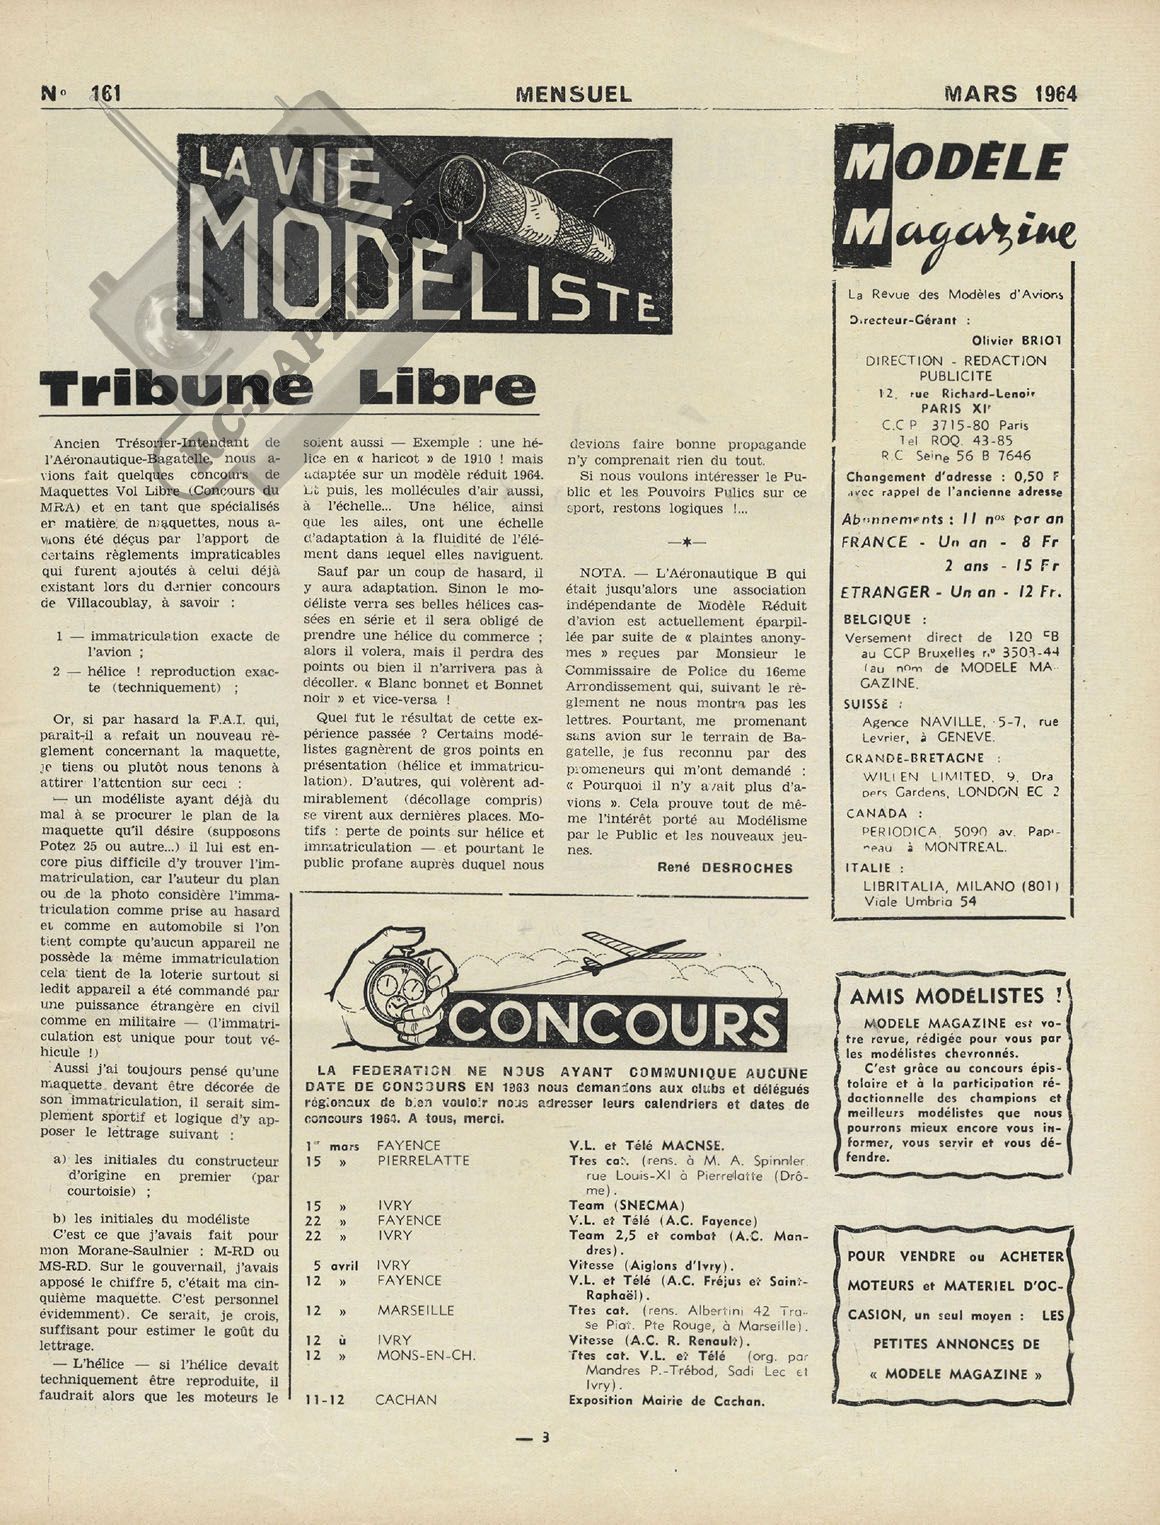 N° 161
MENSUEL
MARS 1964
LA VIE
MODÉLISTE
RC-PAPER.COM
Tribune Libre
Ancien Trésorier-Intendant de
l'Aéronautique-Bagatelle, nous a-
vions fait quelques concours de
Maquettes Vol Libre (Concours du
MRA) et en tant que spécialisés
en matière de maquettes, nous a-
vions été déçus par l'apport de
certains règlements impraticables
qui furent ajoutés à celui déjà
existant lors du dernier concours
de Villacoublay, à savoir :
1 — immatriculation exacte de
l'avion ;
2 — hélice ! reproduction exac-
te (techniquement) ;
Or, si par hasard la F.A.I. qui,
paraît-il a refait un nouveau rè-
glement concernant la maquette,
je tiens ou plutôt nous tenons à
attirer l'attention sur ceci :
— un modéliste ayant déjà du
mal à se procurer le plan de la
maquette qu'il désire (supposons
Potez 25 ou autre...) il lui est en-
core plus difficile d'y trouver l'im-
matriculation, car l'auteur du plan
ou de la photo considère l'imma-
triculation comme prise au hasard
et comme en automobile si l'on
tient compte qu'aucun appareil ne
possède la même immatriculation
cela tient de la loterie surtout si
ledit appareil a été commandé par
une puissance étrangère en civil
comme en militaire — (l'immatri-
culation est unique pour tout vé-
hicule !)
Aussi j'ai toujours pensé qu'une
maquette devant être décorée de
son immatriculation, il serait sim-
plement sportif et logique d'y ap-
poser le lettrage suivant :
a) les initiales du constructeur
d'origine en premier (par
courtoisie) ;
b) les initiales du modéliste
C'est ce que j'avais fait pour
mon Morane-Saulnier : M-RD ou
MS-RD. Sur le gouvernail, j'avais
apposé le chiffre 5, c'était ma cin-
quième maquette. C'est personnel
évidemment). Ce serait, je crois,
suffisant pour estimer le goût du
lettrage.
— L'hélice — si l'hélice devait
techniquement être reproduite, il
faudrait alors que les moteurs le
soient aussi — Exemple : une hé-
lice en « haricot » de 1910 ! mais
adaptée sur un modèle réduit 1964.
Et puis, les mollécules d'air aussi,
à l'échelle... Une hélice, ainsi
que les ailes, ont une échelle
d'adaptation à la fluidité de l'élé-
ment dans lequel elles naviguent.
Sauf par un coup de hasard, il
y aura adaptation. Sinon le mo-
déliste verra ses belles hélices cas-
sées en série et il sera obligé de
prendre une hélice du commerce ;
alors il volera, mais il perdra des
points ou bien il n'arrivera pas à
décoller. « Blanc bonnet et Bonnet
noir » et vice-versa !
Quel fut le résultat de cette ex-
périence passée ? Certains modé-
listes gagnèrent de gros points en
présentation (hélice et immatricu-
lation). D'autres, qui volèrent ad-
mirablement (décollage compris)
se virent aux dernières places. Mo-
tifs : perte de points sur hélice et
immatriculation — et pourtant le
public profane auprès duquel nous
devions faire bonne propagande
n'y comprenait rien du tout.
Si nous voulons intéresser le Pu-
blic et les Pouvoirs Pulics sur ce
sport, restons logiques !...
—*—
NOTA. — L'Aéronautique B qui
était jusqu'alors une association
indépendante de Modèle Réduit
d'avion est actuellement éparpil-
lée par suite de « plaintes anony-
mes » reçues par Monsieur le
Commissaire de Police du 16eme
Arrondissement qui, suivant le rè-
glement ne nous montra pas les
lettres. Pourtant, me promenant
sans avion sur le terrain de Ba-
gatelle, je fus reconnu par des
promeneurs qui m'ont demandé :
« Pourquoi il n'y avait plus d'a-
vions ». Cela prouve tout de mê-
me l'intérêt porté au Modélisme
par le Public et les nouveaux jeu-
nes.
René DESROCHES
CONCOURS
LA FEDERATION NE NOUS AYANT COMMUNIQUE AUCUNE
DATE DE CONCOURS EN 1963 nous demandons aux clubs et délégués
régionaux de bien vouloir nous adresser leurs calendriers et dates de
concours 1964. A tous, merci.
1er mars FAYENCE V.L. et Télé MACNSE.
15 » PIERRELATTE Ttes cat. (rens. à M. A. Spinnler
rue Louis-XI à Pierrelatte (Drô-
me).
15 » IVRY Team (SNECMA)
22 » FAYENCE V.L. et Télé (A.C. Fayence)
22 » IVRY Team 2,5 et combat (A.C. Man-
dres).
5 avril IVRY Vitesse (Aiglons d'Ivry).
12 » FAYENCE V.L. et Télé (A.C. Fréjus et Saint-
Raphaël).
12 » MARSEILLE Ttes cat. (rens. Albertini 42 Tra-
se Piat. Pte Rouge, à Marseille).
12 ù IVRY Vitesse (A.C. R. Renault).
12 » MONS-EN-CH. Ttes cat. V.L. et Télé (org. par
Mandres P.-Trébod, Sadi Lec et
Ivry).
11-12 CACHAN Exposition Mairie de Cachan.
MODÈLE
Magazine
La Revue des Modèles d'Avions
Directeur-Gérant :
Olivier BRIOT
DIRECTION - REDACTION
PUBLICITE
12, rue Richard-Lenoir
PARIS XIe
C.C P 3715-80 Paris
Tel ROQ. 43-85
R.C Seine 56 B 7646
Changement d'adresse : 0,50 F
avec rappel de l'ancienne adresse
Abonnements : 11 nos par an
FRANCE - Un an - 8 Fr
2 ans - 15 Fr
ETRANGER - Un an - 12 Fr.
BELGIQUE :
Versement direct de 120 CB
au CCP Bruxelles n° 3503-44
(au nom de MODELE MA-
GAZINE.
SUISSE :
Agence NAVILLE, 5-7, rue
Levrier, à GENEVE.
GRANDE-BRETAGNE :
WILLEN LIMITED, 9, Dra
pers Gardens, LONDON EC 2
CANADA :
PERIODICA, 5090 av. Papi-
neau à MONTREAL.
ITALIE :
LIBRITALIA, MILANO (801)
Viale Umbria 54
AMIS MODÉLISTES !
MODELE MAGAZINE est vo-
tre revue, rédigée pour vous par
les modélistes chevronnés.
C'est grâce au concours épis-
tolaire et à la participation ré-
dactionnelle des champions et
meilleurs modélistes que nous
pourrons mieux encore vous in-
former, vous servir et vous dé-
fendre.
POUR VENDRE ou ACHETER
MOTEURS et MATERIEL D'OC-
CASION, un seul moyen : LES
PETITES ANNONCES DE
« MODELE MAGAZINE »
— 3